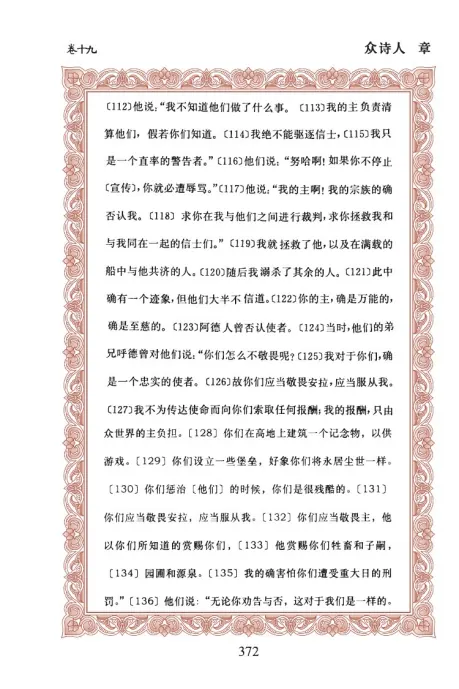 卷十九
众诗人 章
〔112〕他说：“我不知道他们做了什么事。〔113〕我的主负责清
算他们，假若你们知道。〔114〕我绝不能驱逐信士，〔115〕我只
是一个直率的警告者。”〔116〕他们说：“努哈啊！如果你不停止
〔宣传〕，你就必遭辱骂。”〔117〕他说：“我的主啊！我的宗族的确
否认我。〔118〕求你在我与他们之间进行裁判，求你拯救我和
与我同在一起的信士们。”〔119〕我就拯救了他，以及在满载的
船中与他共济的人。〔120〕随后我溺杀了其余的人。〔121〕此中
确有一个迹象，但他们大半不信道。〔122〕你的主，确是万能的，
确是至慈的。〔123〕阿德人曾否认使者。〔124〕当时，他们的弟
兄呼德曾对他们说：“你们怎么不敬畏呢？〔125〕我对于你们，确
是一个忠实的使者。〔126〕故你们应当敬畏安拉，应当服从我。
〔127〕我不为传达使命而向你们索取任何报酬；我的报酬，只由
众世界的主负担。〔128〕你们在高地上建筑一个记念物，以供
游戏。〔129〕你们设立一些堡垒，好象你们将永居尘世一样。
〔130〕你们惩治〔他们〕的时候，你们是很残酷的。〔131〕
你们应当敬畏安拉，应当服从我。〔132〕你们应当敬畏主，他
以你们所知道的赏赐你们，〔133〕他赏赐你们牲畜和子嗣，
〔134〕园圃和源泉。〔135〕我的确害怕你们遭受重大日的刑
罚。”〔136〕他们说：“无论你劝告与否，这对于我们是一样的。
372